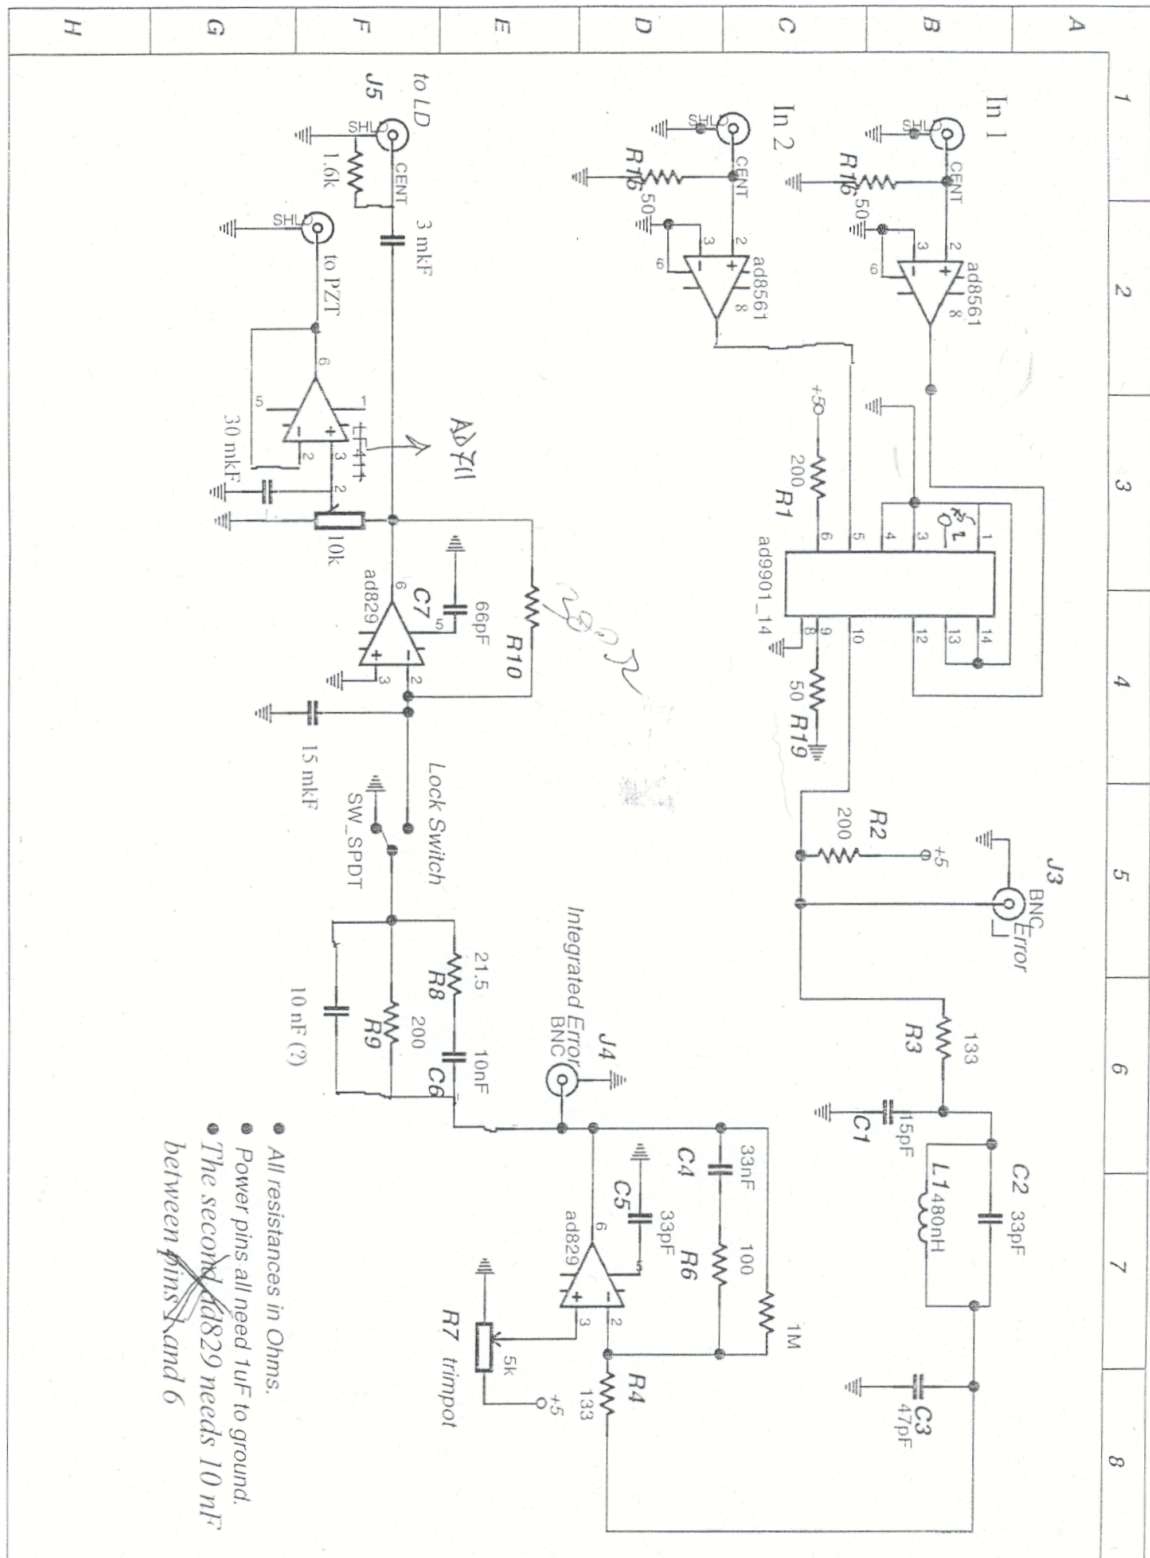 A
B
C
D
E
F
G
H
1
2
3
4
5
6
7
8
In 1
SHLD
R16
50
2
3
6
+
-
8
ad8561
In 2
SHLD
CENT
R16
50
2
3
6
+
-
8
ad8561
+5
200
R1
6
5
4
3
2
1
ad9901_14
8
9
10
12
13
14
50
R19
R2
200
+5
J3
BNC
Error
R3
133
C1
15pF
L1
480nH
C2
33pF
C3
47pF
to LD
J5
SHLD
CENT
1.6k
3 mkF
SHLD
to PZT
6
5
1
-
+
2
3
2
LF411
AD711
30 mkF
10k
6
ad829
C7
66pF
5
+
-
3
2
R10
15 mkF
Lock Switch
SW_SPDT
21.5
R8
10nF
C6
200
R9
10 nF (?)
Integrated Error
BNC
J4
33nF
C4
100
R6
1M
C5
33pF
5
6
ad829
+
-
3
2
R7
5k
trimpot
+5
R4
133
● All resistances in Ohms.
● Power pins all need 1uF to ground.
● The second ad829 needs 10 nF
between pins 1 and 6